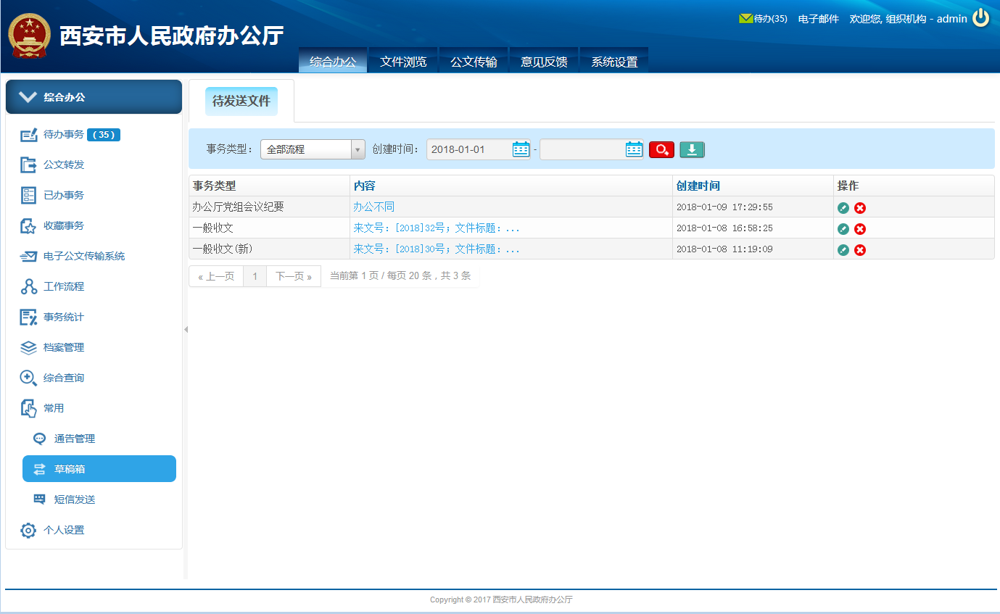 西安市人民政府办公厅
待办(35) 电子邮件 欢迎您, 组织机构 - admin
综合办公 文件浏览 公文传输 意见反馈 系统设置
综合办公
待办事务 ( 35 )
公文转发
已办事务
收藏事务
电子公文传输系统
工作流程
事务统计
档案管理
综合查询
常用
通告管理
草稿箱
短信发送
个人设置
待发送文件
事务类型： 全部流程 创建时间： 2018-01-01 -
事务类型 内容 创建时间 操作
办公厅党组会议纪要 办公不同 2018-01-09 17:29:55
一般收文 来文号：[2018]32号；文件标题：... 2018-01-08 16:58:25
一般收文(新) 来文号：[2018]30号；文件标题：... 2018-01-08 11:19:09
« 上一页 1 下一页 » 当前第 1 页 / 每页 20 条，共 3 条
Copyright © 2017 西安市人民政府办公厅